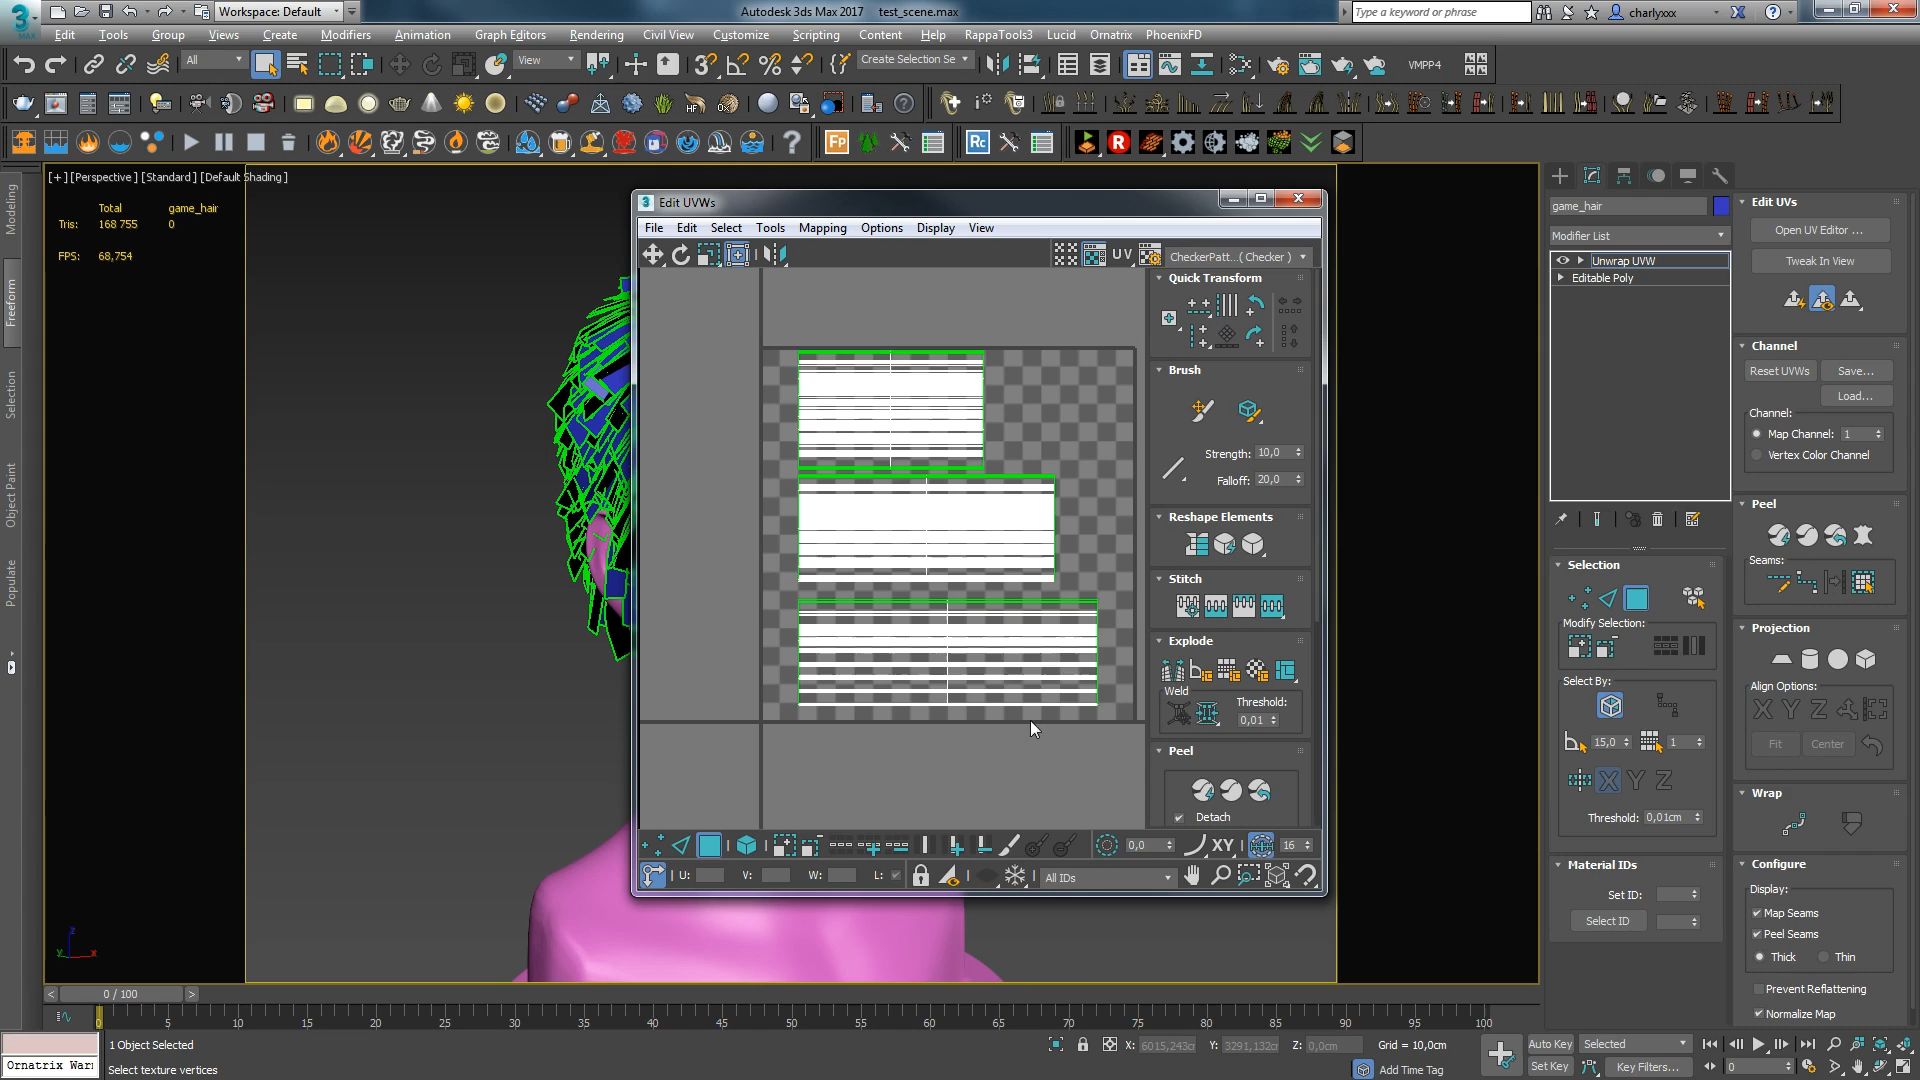 Workspace: Default
Autodesk 3ds Max 2017 test_scene.max
Type a keyword or phrase
charlyxxx
MAX
Edit Tools Group Views Create Modifiers Animation Graph Editors Rendering Civil View Customize Scripting Content Help RappaTools3 Lucid Ornatrix PhoenixFD
All
View
Create Selection Se
VMPP4
[+] [Perspective ] [Standard ] [Default Shading ]
Total game_hair
Tris: 168 755 0
FPS: 68,754
Modeling
Freeform
Selection
Object Paint
Populate
Edit UVWs
File Edit Select Tools Mapping Options Display View
UV
CheckerPatt...( Checker )
Quick Transform
Brush
Strength: 10,0
Falloff: 20,0
Reshape Elements
Stitch
Explode
Weld
Threshold:
0,01
Peel
Detach
0,0
XY
16
U:
V:
W:
L:
All IDs
game_hair
Modifier List
Unwrap UVW
Editable Poly
Selection
Modify Selection:
Select By:
15,0
1
X Y Z
Threshold: 0,01cm
Material IDs
Set ID:
Select ID
Edit UVs
Open UV Editor ...
Tweak In View
Channel
Reset UVWs Save...
Load...
Channel:
Map Channel: 1
Vertex Color Channel
Peel
Seams:
Projection
Align Options:
X Y Z
Fit Center
Wrap
Configure
Display:
Map Seams
Peel Seams
Thick Thin
Prevent Reflattening
Normalize Map
z
y x
< 0 / 100 >
0 5 10 15 20 25 30 35 40 45 50 55 60 65 70 75 80 85 90 95 100
1 Object Selected
X: 6015,243cm Y: 3291,132cm Z: 0,0cm Grid = 10,0cm
Auto Key Selected
Ornatrix Warn
Select texture vertices
Add Time Tag
Set Key Key Filters...
0